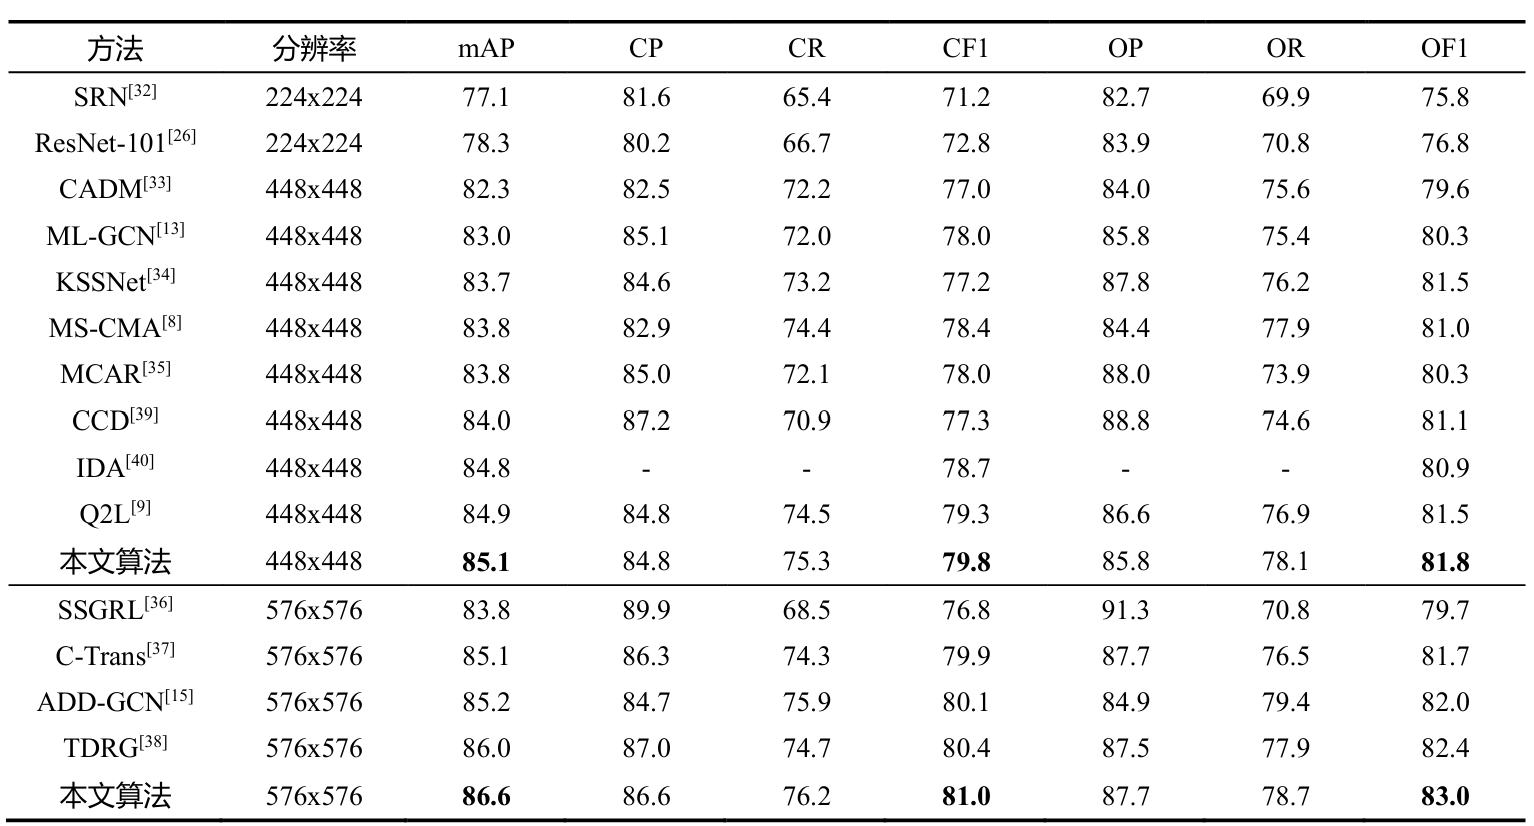 方法 分辨率 mAP CP CR CF1 OP OR OF1
SRN[32] 224x224 77.1 81.6 65.4 71.2 82.7 69.9 75.8
ResNet-101[26] 224x224 78.3 80.2 66.7 72.8 83.9 70.8 76.8
CADM[33] 448x448 82.3 82.5 72.2 77.0 84.0 75.6 79.6
ML-GCN[13] 448x448 83.0 85.1 72.0 78.0 85.8 75.4 80.3
KSSNet[34] 448x448 83.7 84.6 73.2 77.2 87.8 76.2 81.5
MS-CMA[8] 448x448 83.8 82.9 74.4 78.4 84.4 77.9 81.0
MCAR[35] 448x448 83.8 85.0 72.1 78.0 88.0 73.9 80.3
CCD[39] 448x448 84.0 87.2 70.9 77.3 88.8 74.6 81.1
IDA[40] 448x448 84.8 - - 78.7 - - 80.9
Q2L[9] 448x448 84.9 84.8 74.5 79.3 86.6 76.9 81.5
本文算法 448x448 85.1 84.8 75.3 79.8 85.8 78.1 81.8
SSGRL[36] 576x576 83.8 89.9 68.5 76.8 91.3 70.8 79.7
C-Trans[37] 576x576 85.1 86.3 74.3 79.9 87.7 76.5 81.7
ADD-GCN[15] 576x576 85.2 84.7 75.9 80.1 84.9 79.4 82.0
TDRG[38] 576x576 86.0 87.0 74.7 80.4 87.5 77.9 82.4
本文算法 576x576 86.6 86.6 76.2 81.0 87.7 78.7 83.0